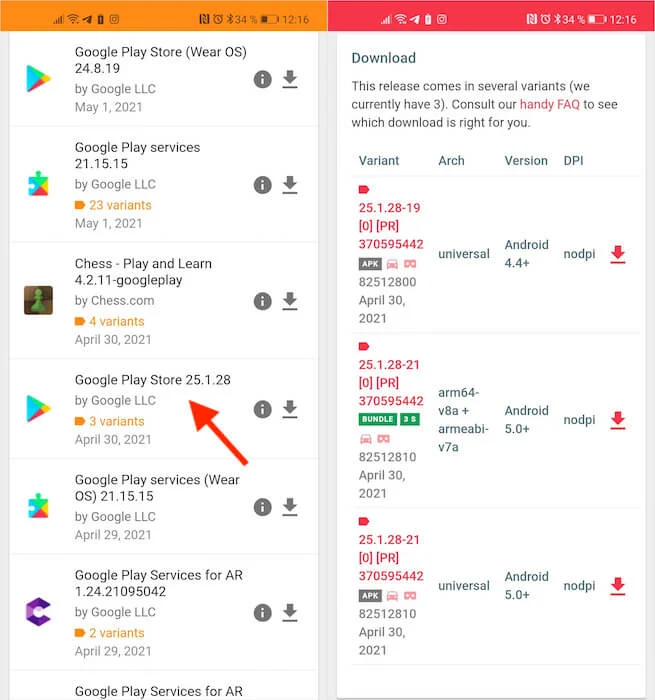 34 % 12:16
Google Play Store (Wear OS)
24.8.19
by Google LLC
May 1, 2021
Google Play services
21.15.15
by Google LLC
23 variants
May 1, 2021
Chess - Play and Learn
4.2.11-googleplay
by Chess.com
4 variants
April 30, 2021
Google Play Store 25.1.28
by Google LLC
3 variants
April 30, 2021
Google Play services (Wear
OS) 21.15.15
by Google LLC
April 29, 2021
Google Play Services for AR
1.24.21095042
by Google LLC
2 variants
April 29, 2021
Google Play Services for AR
34 % 12:16
Download
This release comes in several variants (we
currently have 3). Consult our handy FAQ to see
which download is right for you.
Variant Arch Version DPI
25.1.28-19
[0] [PR]
370595442
APK
82512800
April 30,
2021
universal
Android
4.4+
nodpi
25.1.28-21
[0] [PR]
370595442
BUNDLE 3 S
82512810
April 30,
2021
arm64-
v8a +
armeabi-
v7a
Android
5.0+
nodpi
25.1.28-21
[0] [PR]
370595442
APK
82512810
April 30,
2021
universal
Android
5.0+
nodpi